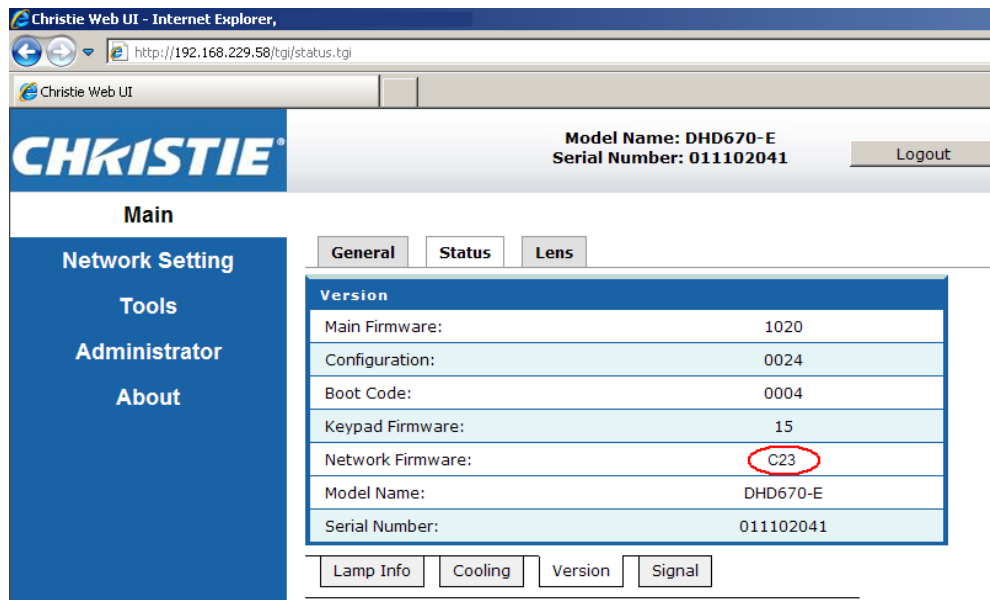 Christie Web UI - Internet Explorer,
http://192.168.229.58/tgi/status.tgi
Christie Web UI
CHRISTIE®
Model Name: DHD670-E
Serial Number: 011102041
Logout
Main
Network Setting
Tools
Administrator
About
General Status Lens
Version
Main Firmware: 1020
Configuration: 0024
Boot Code: 0004
Keypad Firmware: 15
Network Firmware: C23
Model Name: DHD670-E
Serial Number: 011102041
Lamp Info Cooling Version Signal